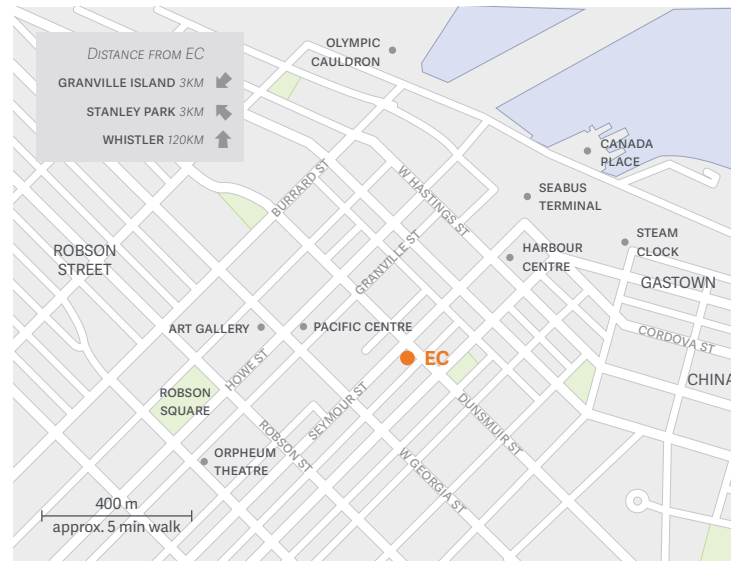 DISTANCE FROM EC
GRANVILLE ISLAND 3KM
STANLEY PARK 3KM
WHISTLER 120KM
OLYMPIC
CAULDRON
CANADA
PLACE
BURRARD ST
W HASTINGS ST
SEABUS
TERMINAL
GRANVILLE ST
STEAM
CLOCK
HARBOUR
CENTRE
ROBSON
STREET
GASTOWN
ART GALLERY
PACIFIC CENTRE
CORDOVA ST
EC
HOWE ST
CHINA
ROBSON
SQUARE
SEYMOUR ST
DUNSMUIR ST
ROBSON ST
ORPHEUM
THEATRE
W GEORGIA ST
400 m
approx. 5 min walk